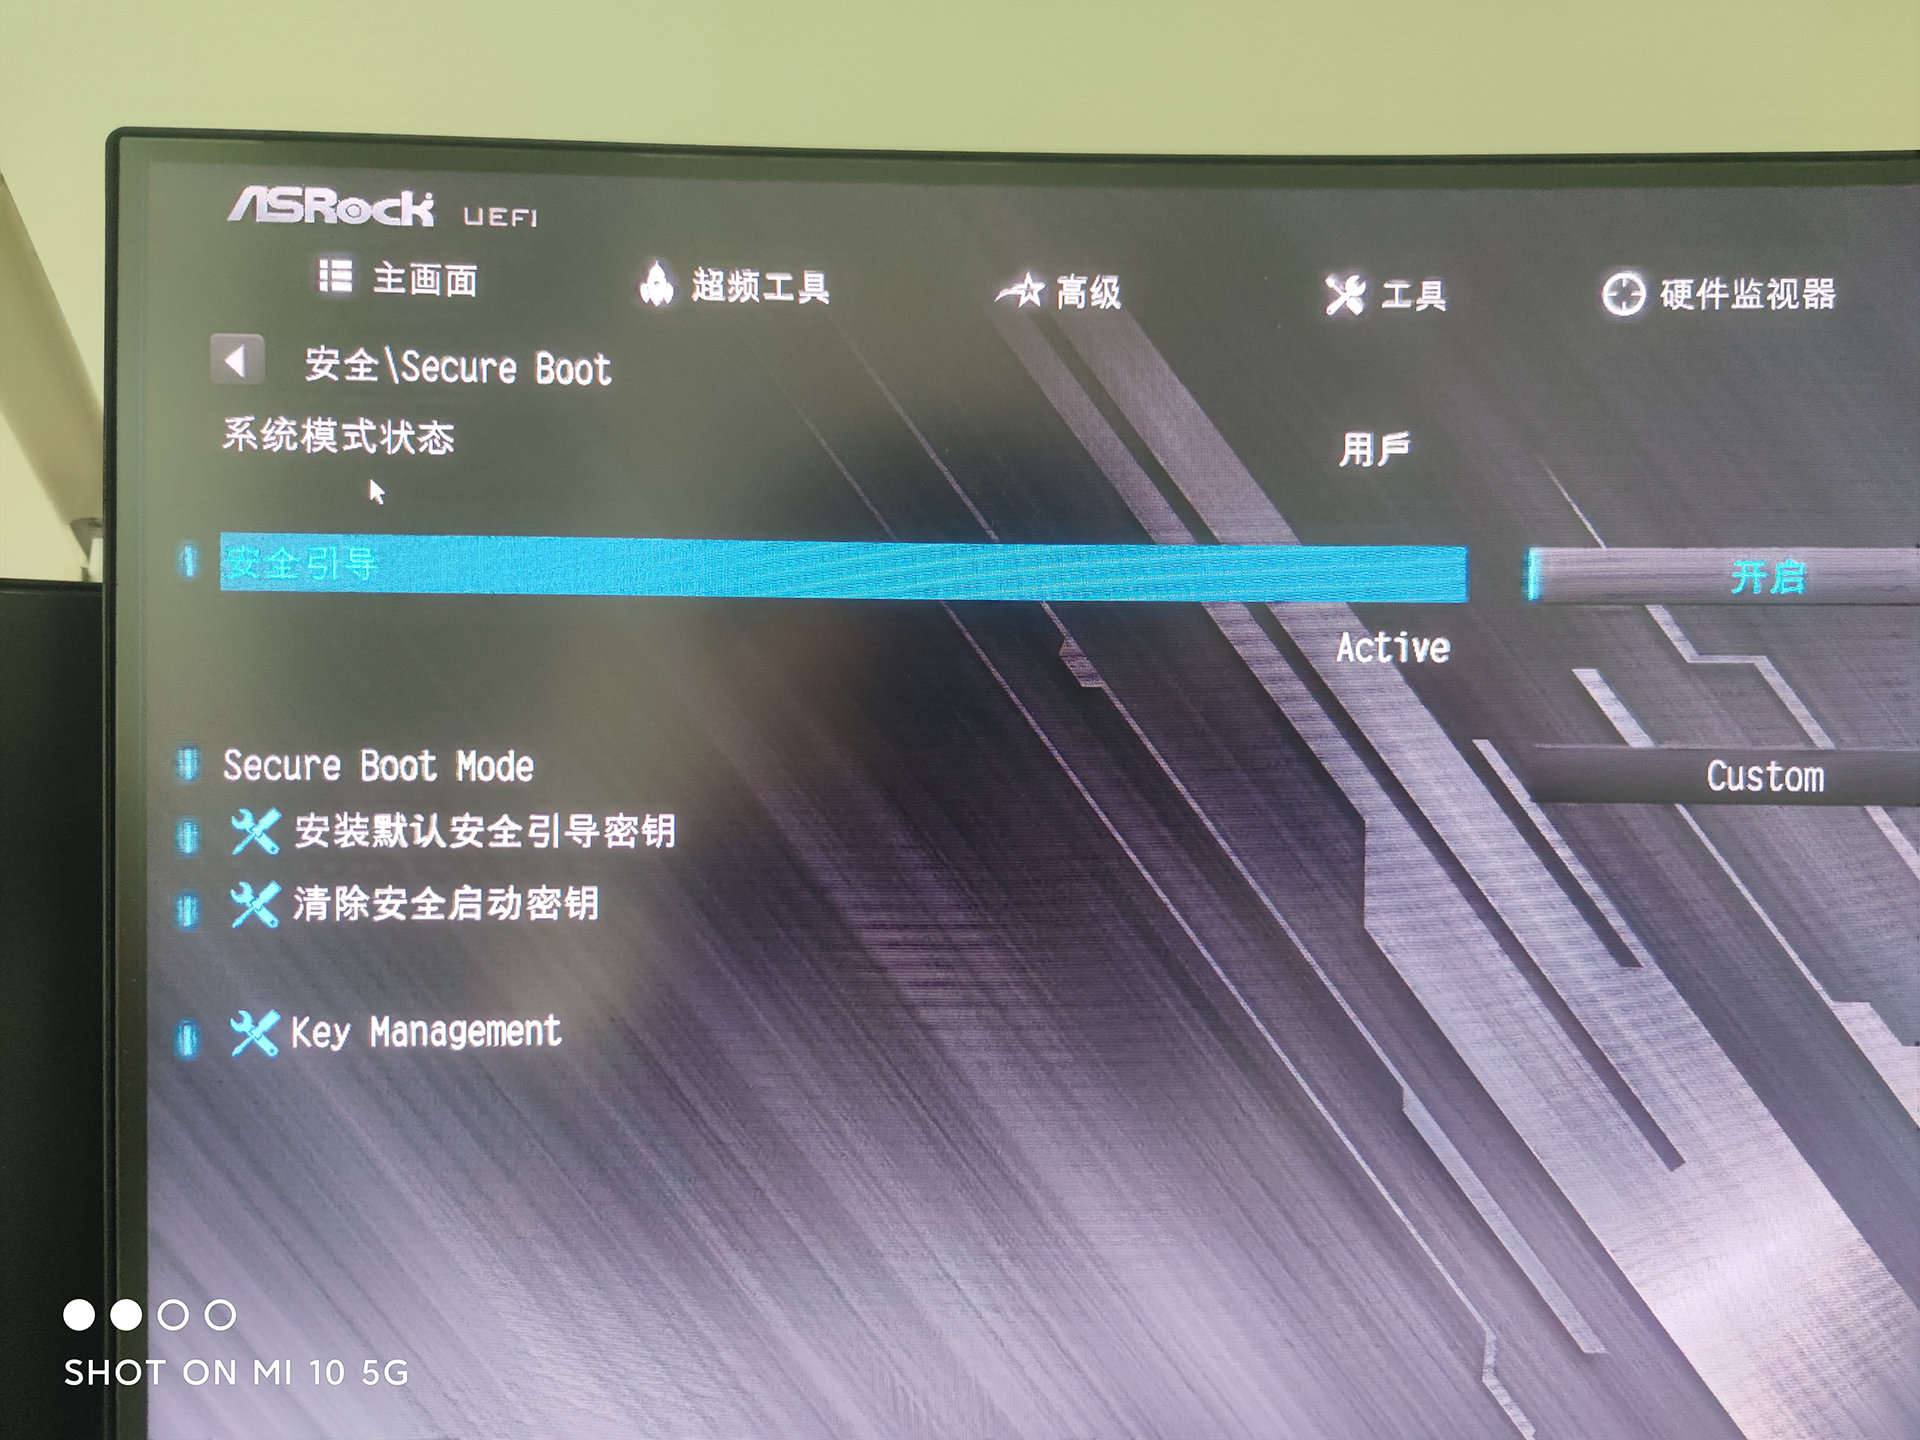 ASRock UEFI
主画面 超频工具 高级 工具 硬件监视器
安全\Secure Boot
系统模式状态 用戶
安全引导 开启
Active
Secure Boot Mode Custom
安装默认安全引导密钥
清除安全启动密钥
Key Management
SHOT ON MI 10 5G